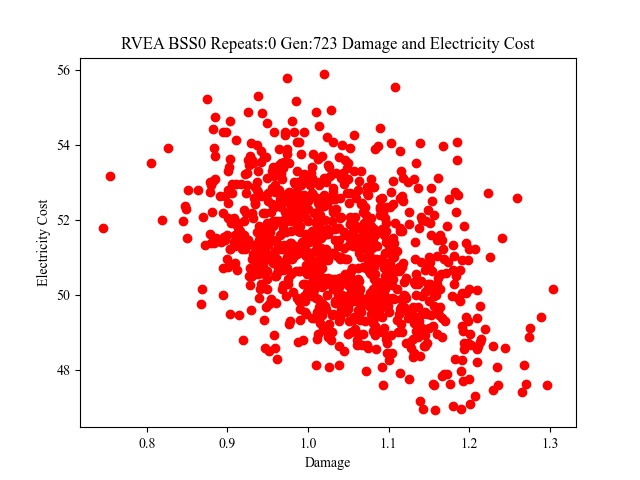 RVEA BSS0 Repeats:0 Gen:723 Damage and Electricity Cost
56
54
52
50
48
Electricity Cost
0.8 0.9 1.0 1.1 1.2 1.3
Damage